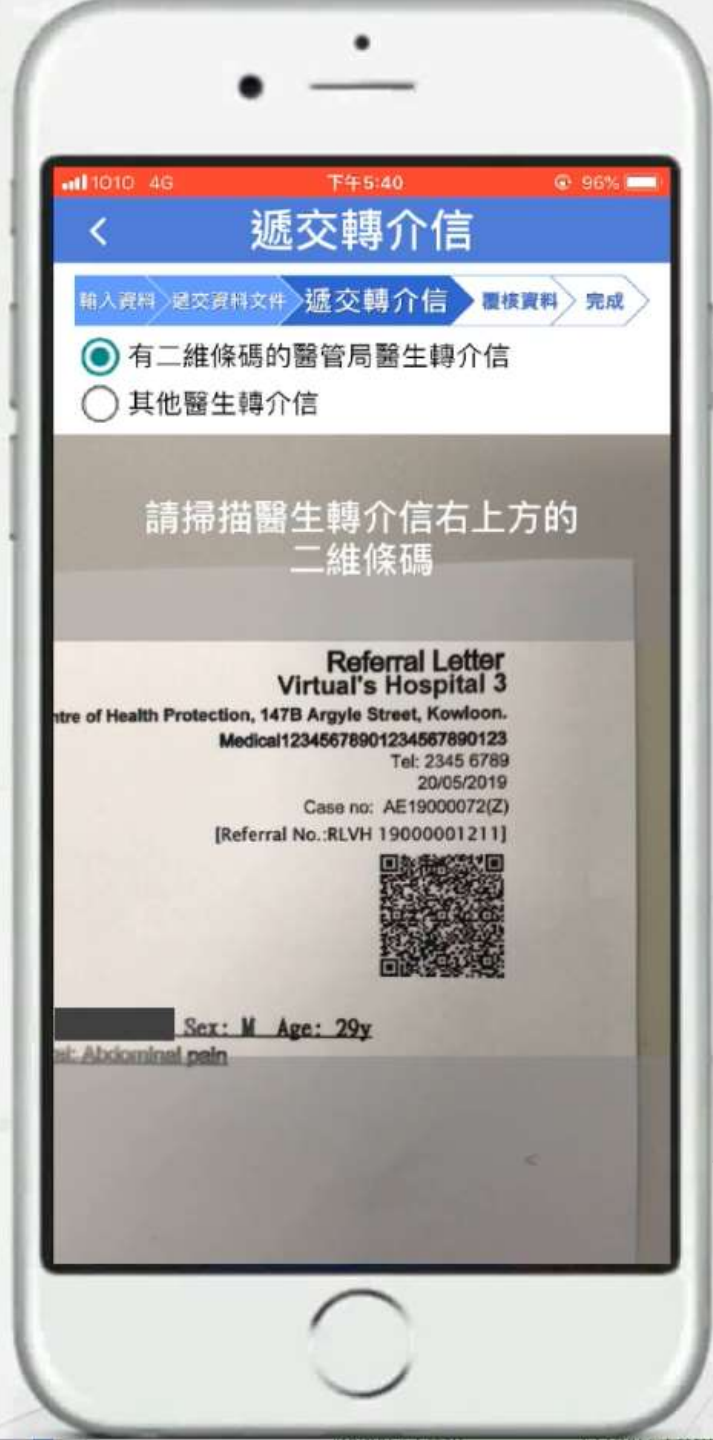 1010 4G 下午5:40 96%
遞交轉介信
輸入資料 遞交資料文件 遞交轉介信 覆核資料 完成
有二維條碼的醫管局醫生轉介信
其他醫生轉介信
請掃描醫生轉介信右上方的
二維條碼
Referral Letter
Virtual's Hospital 3
ntre of Health Protection, 147B Argyle Street, Kowloon.
Medical12345678901234567890123
Tel: 2345 6789
20/05/2019
Case no: AE19000072(Z)
[Referral No.:RLVH 19000001211]
Sex: M Age: 29y
Abdominal pain